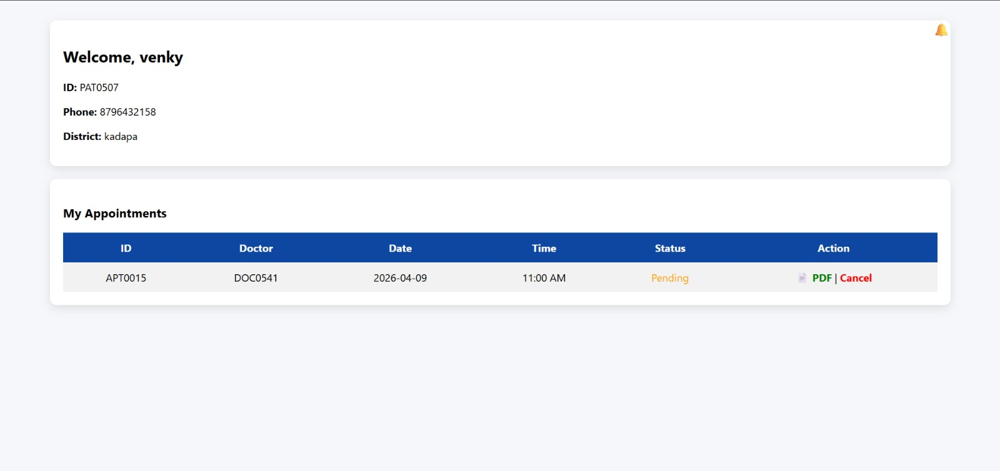 Welcome, venky
ID: PAT0507
Phone: 8796432158
District: kadapa
My Appointments
ID Doctor Date Time Status Action
APT0015 DOC0541 2026-04-09 11:00 AM Pending PDF | Cancel